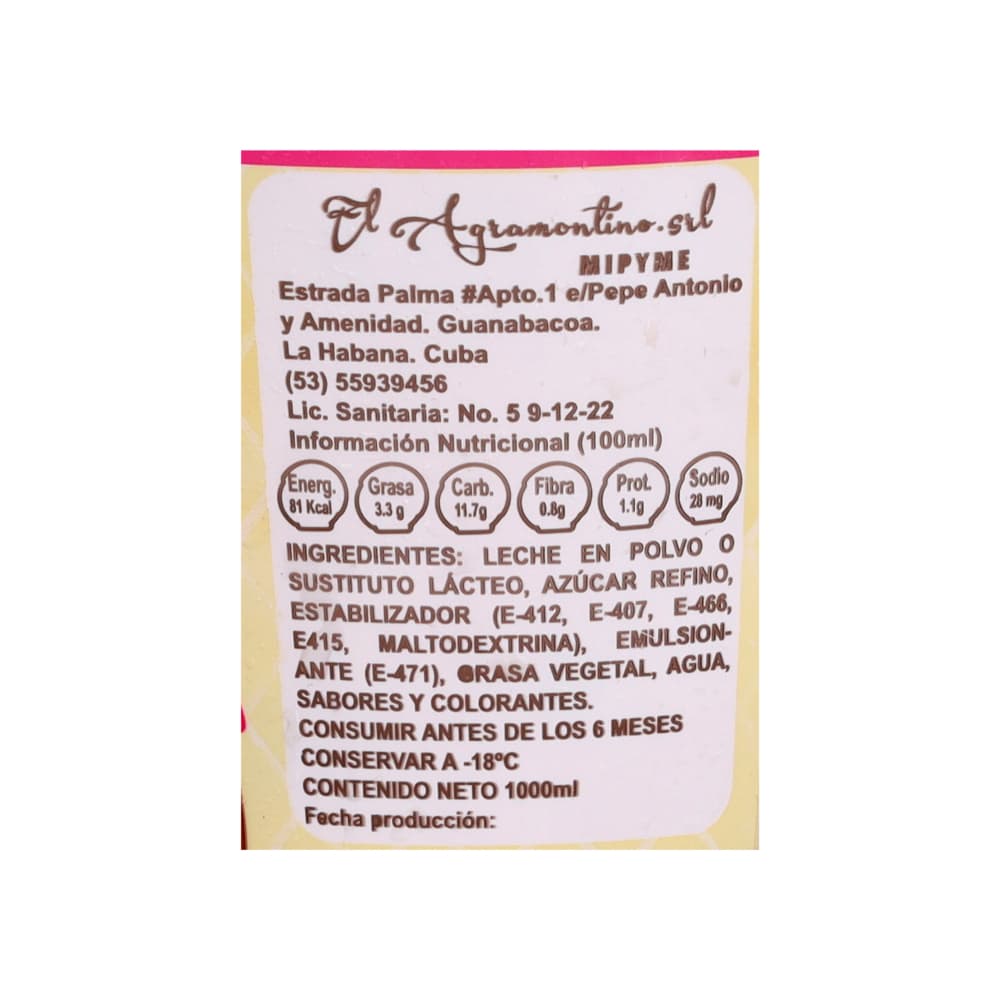 El Agramontino.srl
MIPYME
Estrada Palma #Apto.1 e/Pepe Antonio
y Amenidad. Guanabacoa.
La Habana. Cuba
(53) 55939456
Lic. Sanitaria: No. 5 9-12-22
Información Nutricional (100ml)
Energ. Grasa Carb. Fibra Prot. Sodio
81 Kcal 3.3 g 11.7g 0.8g 1.1g 28 mg
INGREDIENTES: LECHE EN POLVO O
SUSTITUTO LÁCTEO, AZÚCAR REFINO,
ESTABILIZADOR (E-412, E-407, E-466,
E415, MALTODEXTRINA), EMULSION-
ANTE (E-471), GRASA VEGETAL, AGUA,
SABORES Y COLORANTES.
CONSUMIR ANTES DE LOS 6 MESES
CONSERVAR A -18ºC
CONTENIDO NETO 1000ml
Fecha producción: